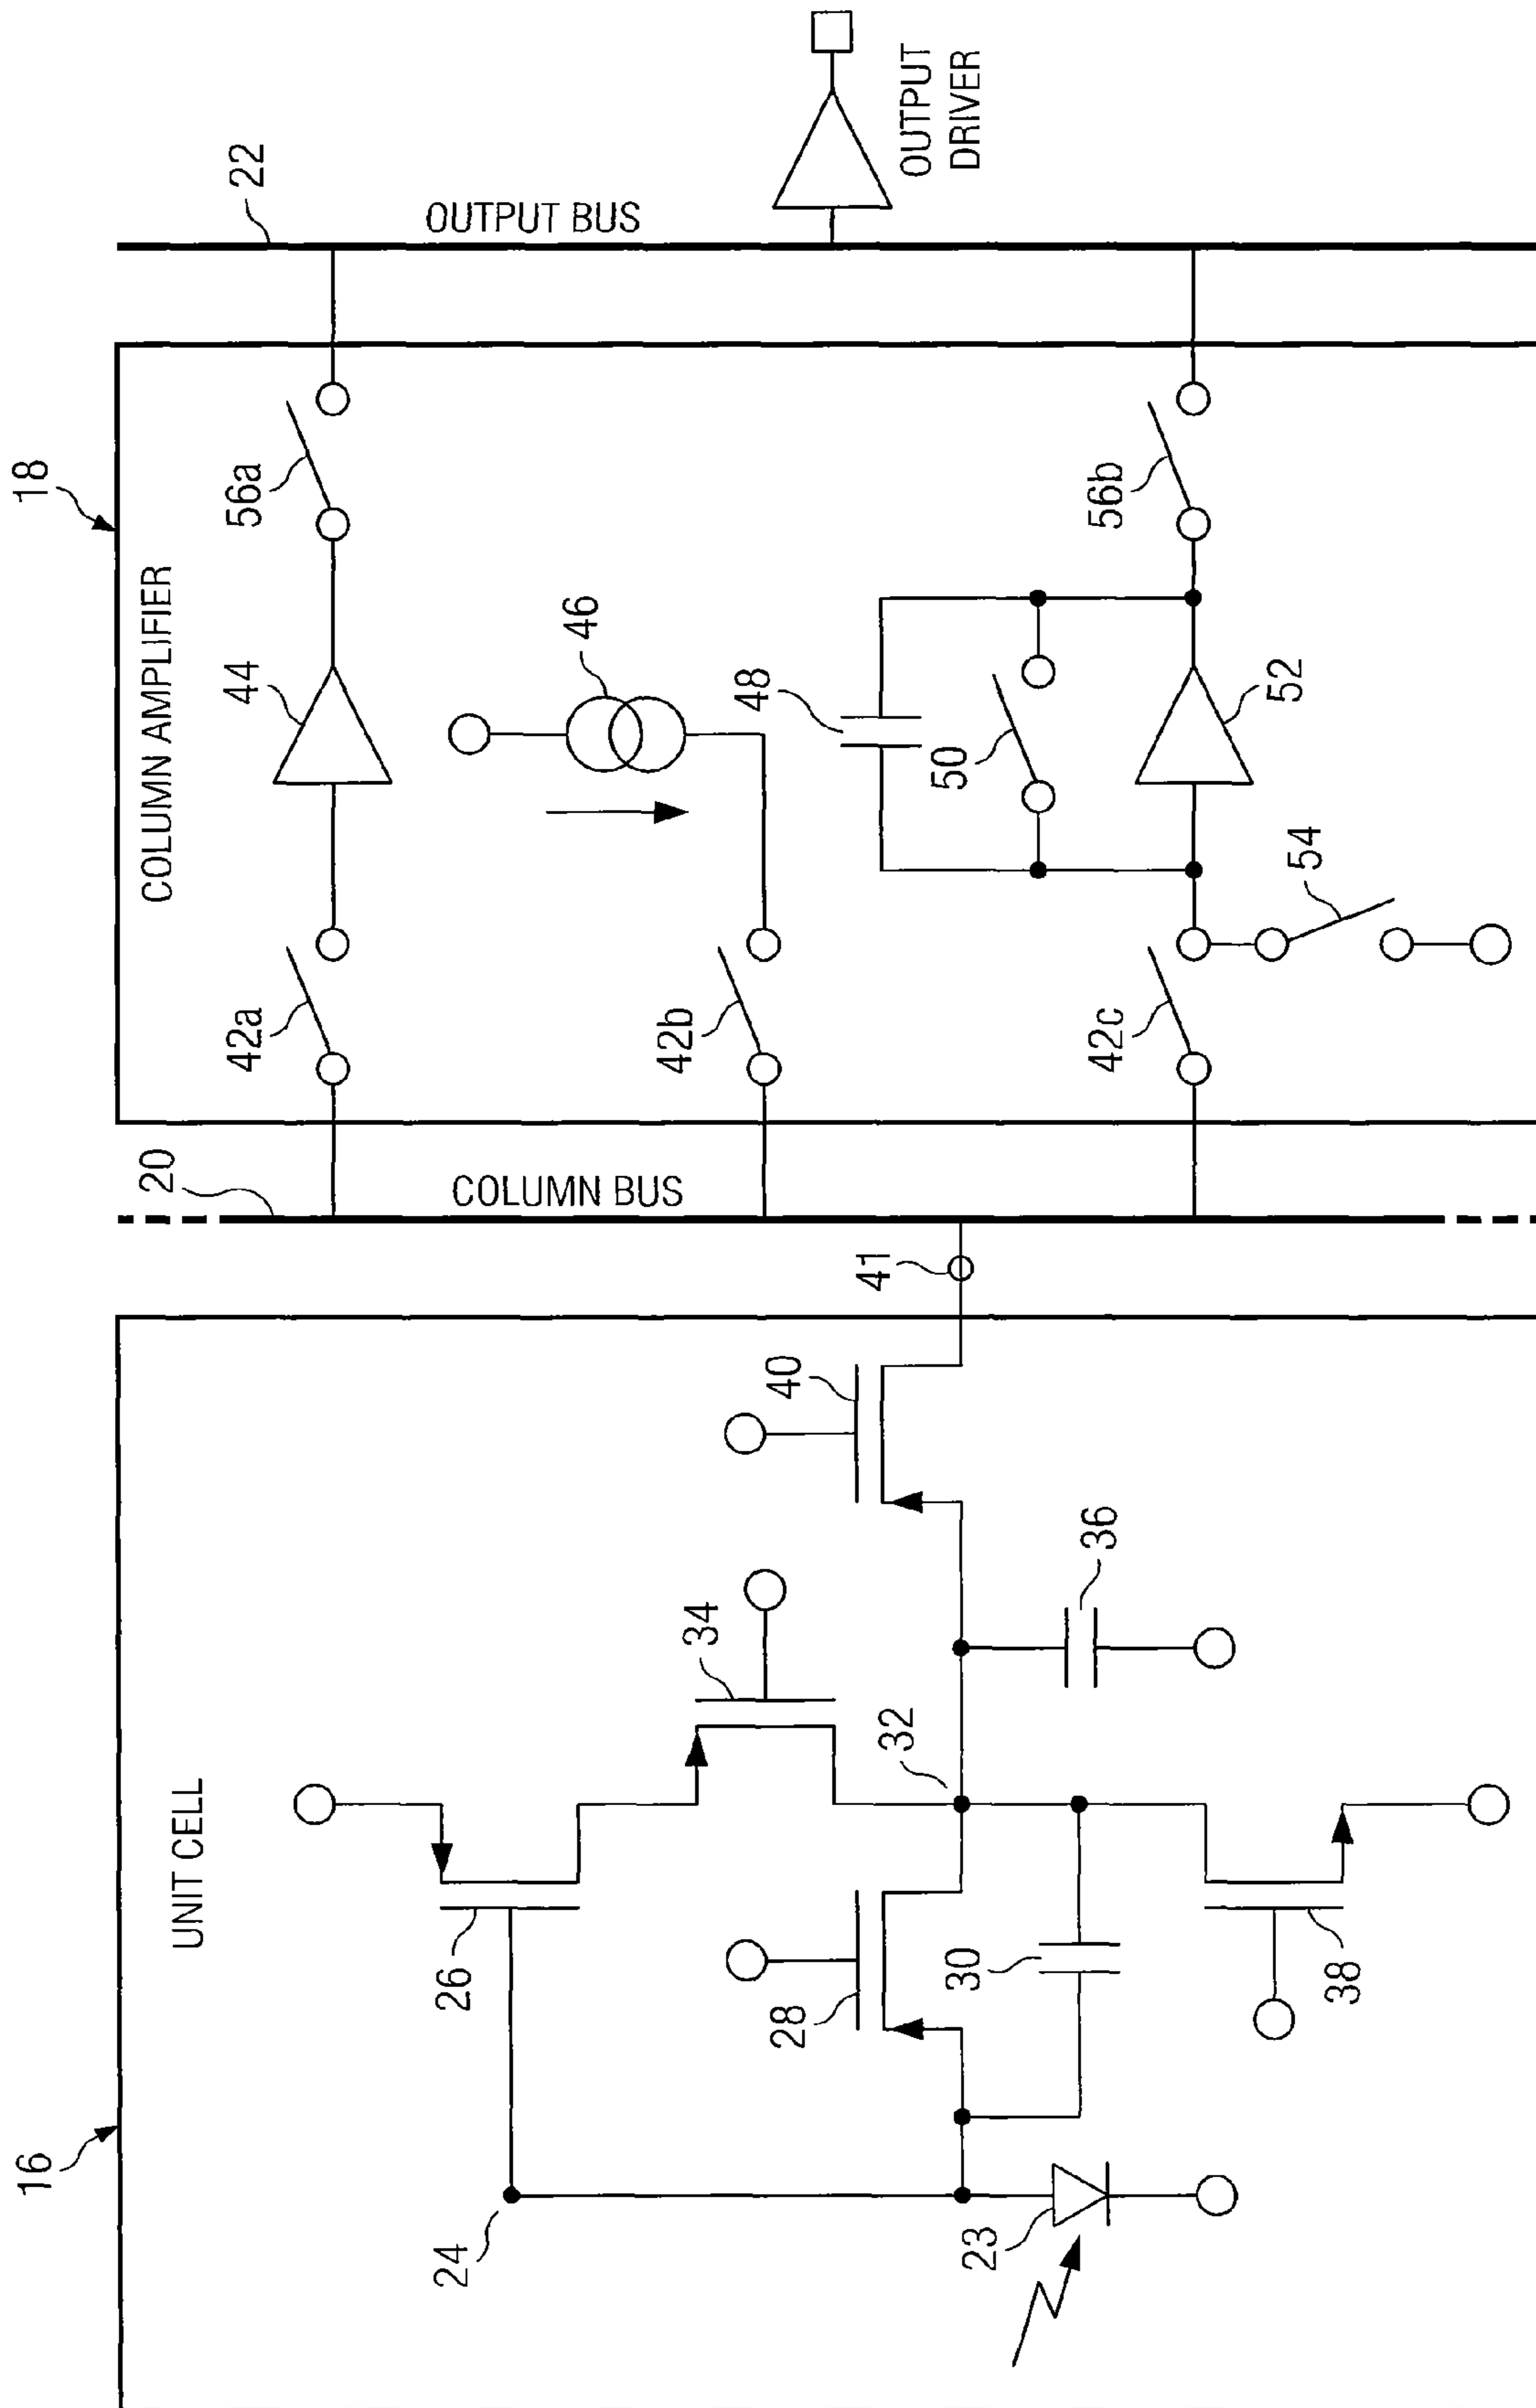 16
UNIT CELL
24
26
28
23
30
32
34
38
36
40
41
20
COLUMN BUS
18
COLUMN AMPLIFIER
42a
44
56a
42b
46
48
50
42c
52
54
56b
22
OUTPUT BUS
OUTPUT
DRIVER